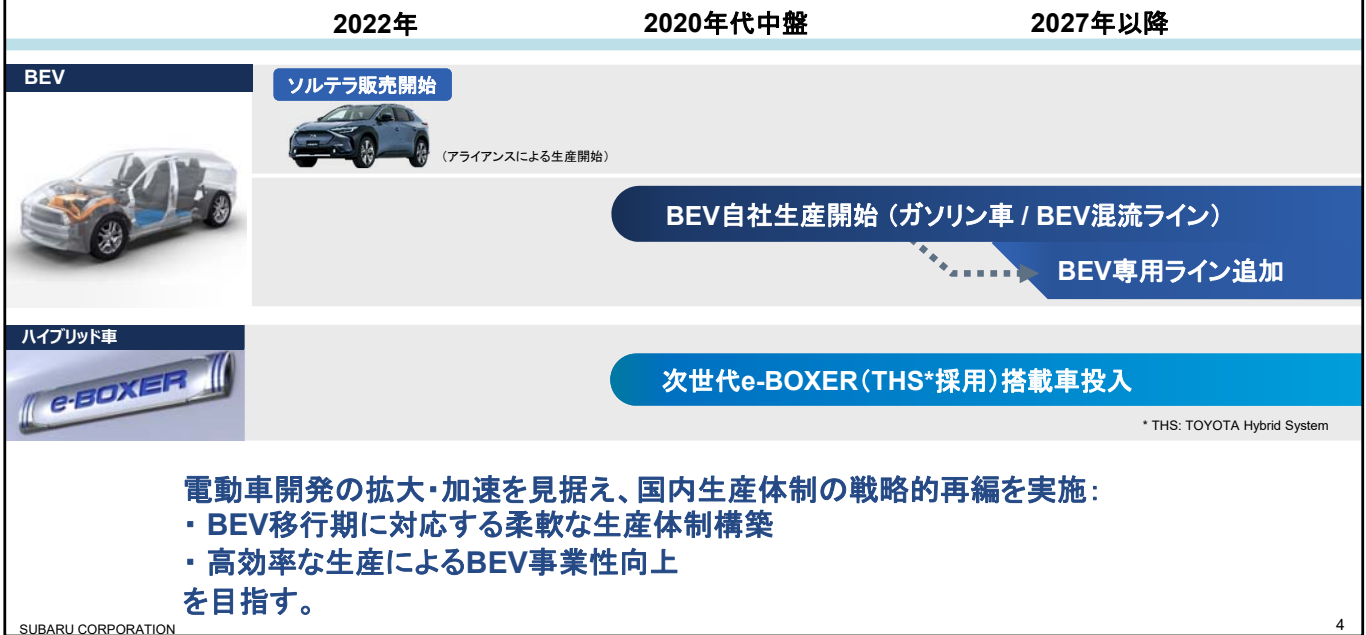 2022年
2020年代中盤
2027年以降
BEV
ソルテラ販売開始
（アライアンスによる生産開始）
BEV自社生産開始（ガソリン車 / BEV混流ライン）
BEV専用ライン追加
ハイブリッド車
e-BOXER
次世代e-BOXER（THS*採用）搭載車投入
* THS: TOYOTA Hybrid System
電動車開発の拡大・加速を見据え、国内生産体制の戦略的再編を実施：
・ BEV移行期に対応する柔軟な生産体制構築
・ 高効率な生産によるBEV事業性向上
を目指す。
SUBARU CORPORATION
4